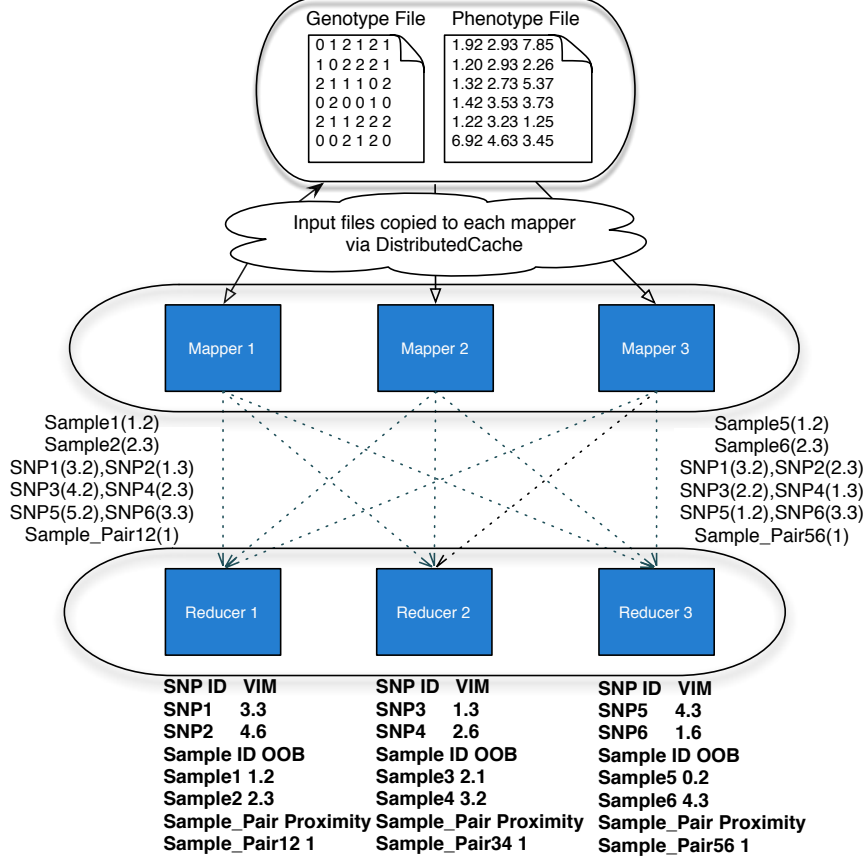 Genotype File
Phenotype File
0 1 2 1 2 1
1 0 2 2 2 1
2 1 1 1 0 2
0 2 0 0 1 0
2 1 1 2 2 2
0 0 2 1 2 0
1.92 2.93 7.85
1.20 2.93 2.26
1.32 2.73 5.37
1.42 3.53 3.73
1.22 3.23 1.25
6.92 4.63 3.45
Input files copied to each mapper
via DistributedCache
Mapper 1
Mapper 2
Mapper 3
Sample1(1.2)
Sample2(2.3)
SNP1(3.2),SNP2(1.3)
SNP3(4.2),SNP4(2.3)
SNP5(5.2),SNP6(3.3)
Sample_Pair12(1)
Sample5(1.2)
Sample6(2.3)
SNP1(3.2),SNP2(2.3)
SNP3(2.2),SNP4(1.3)
SNP5(1.2),SNP6(3.3)
Sample_Pair56(1)
Reducer 1
Reducer 2
Reducer 3
SNP ID VIM
SNP1 3.3
SNP2 4.6
Sample ID OOB
Sample1 1.2
Sample2 2.3
Sample_Pair Proximity
Sample_Pair12 1
SNP ID VIM
SNP3 1.3
SNP4 2.6
Sample ID OOB
Sample3 2.1
Sample4 3.2
Sample_Pair Proximity
Sample_Pair34 1
SNP ID VIM
SNP5 4.3
SNP6 1.6
Sample ID OOB
Sample5 0.2
Sample6 4.3
Sample_Pair Proximity
Sample_Pair56 1